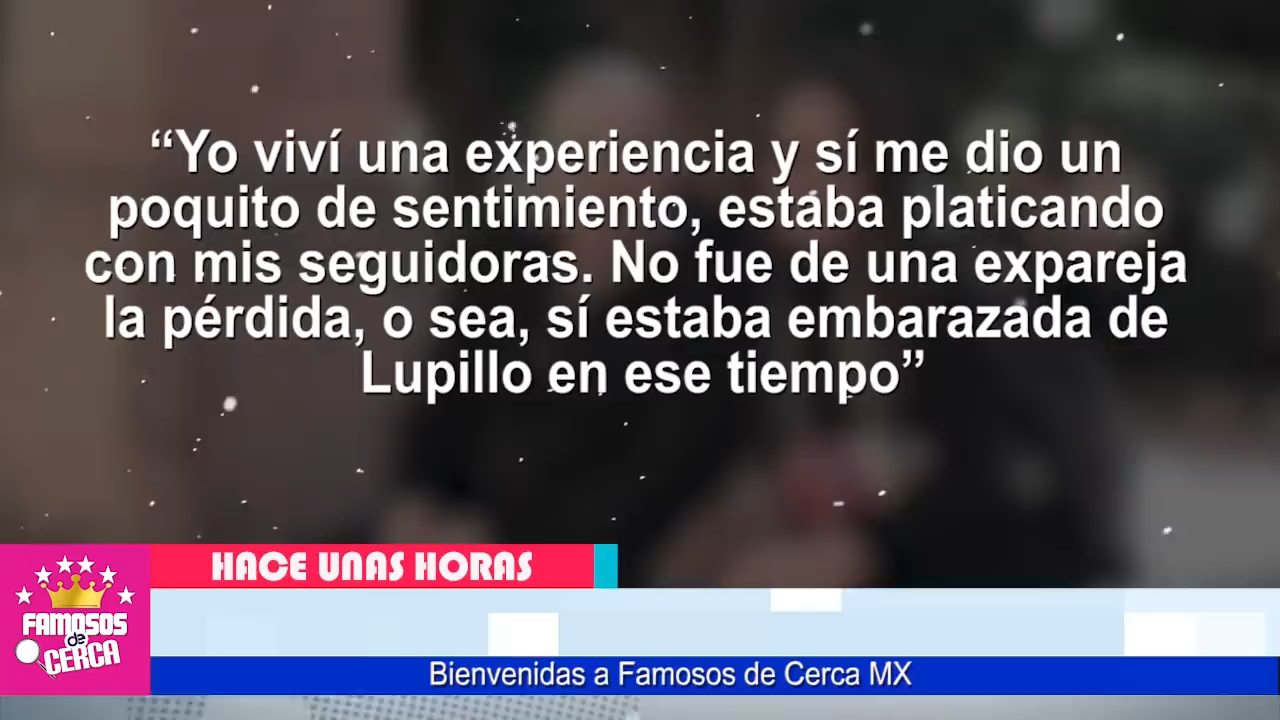 “Yo viví una experiencia y sí me dio un
poquito de sentimiento, estaba platicando
con mis seguidoras. No fue de una expareja
la pérdida, o sea, sí estaba embarazada de
Lupillo en ese tiempo”
HACE UNAS HORAS
FAMOSOS
de
CERCA
Bienvenidas a Famosos de Cerca MX